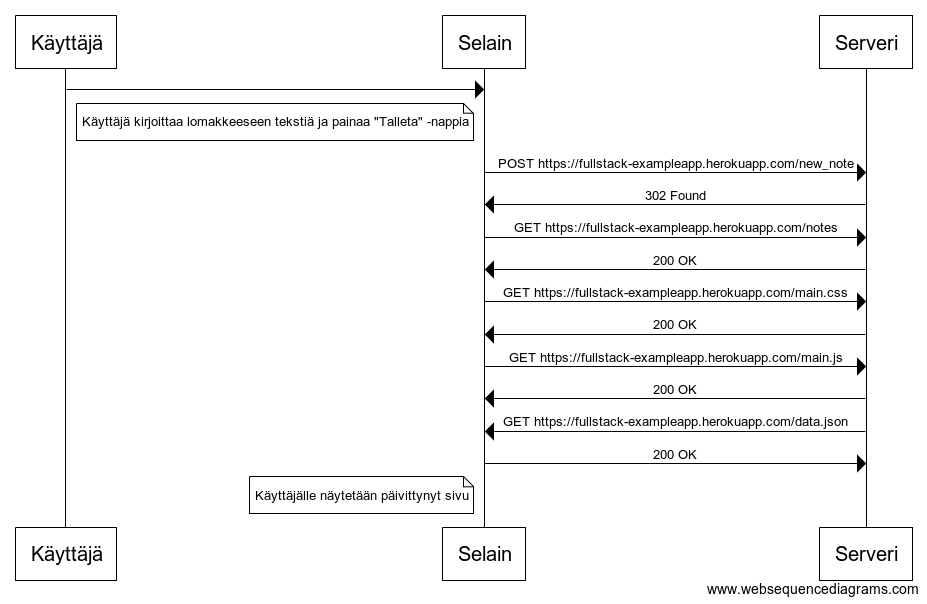 Käyttäjä
Selain
Serveri
Käyttäjä kirjoittaa lomakkeeseen tekstiä ja painaa "Talleta" -nappia
POST https://fullstack-exampleapp.herokuapp.com/new_note
302 Found
GET https://fullstack-exampleapp.herokuapp.com/notes
200 OK
GET https://fullstack-exampleapp.herokuapp.com/main.css
200 OK
GET https://fullstack-exampleapp.herokuapp.com/main.js
200 OK
GET https://fullstack-exampleapp.herokuapp.com/data.json
200 OK
Käyttäjälle näytetään päivittynyt sivu
Käyttäjä
Selain
Serveri
www.websequencediagrams.com